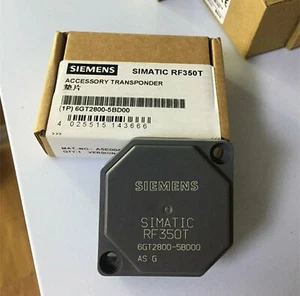 SIEMENS SIMATIC RF350T
ACCESSORY TRANSPONDER
垫片
(1P) 6GT2800-5BD00
4 025515 143666
SIEMENS
SIMATIC
RF350T
6GT2800-5BD00
AS G